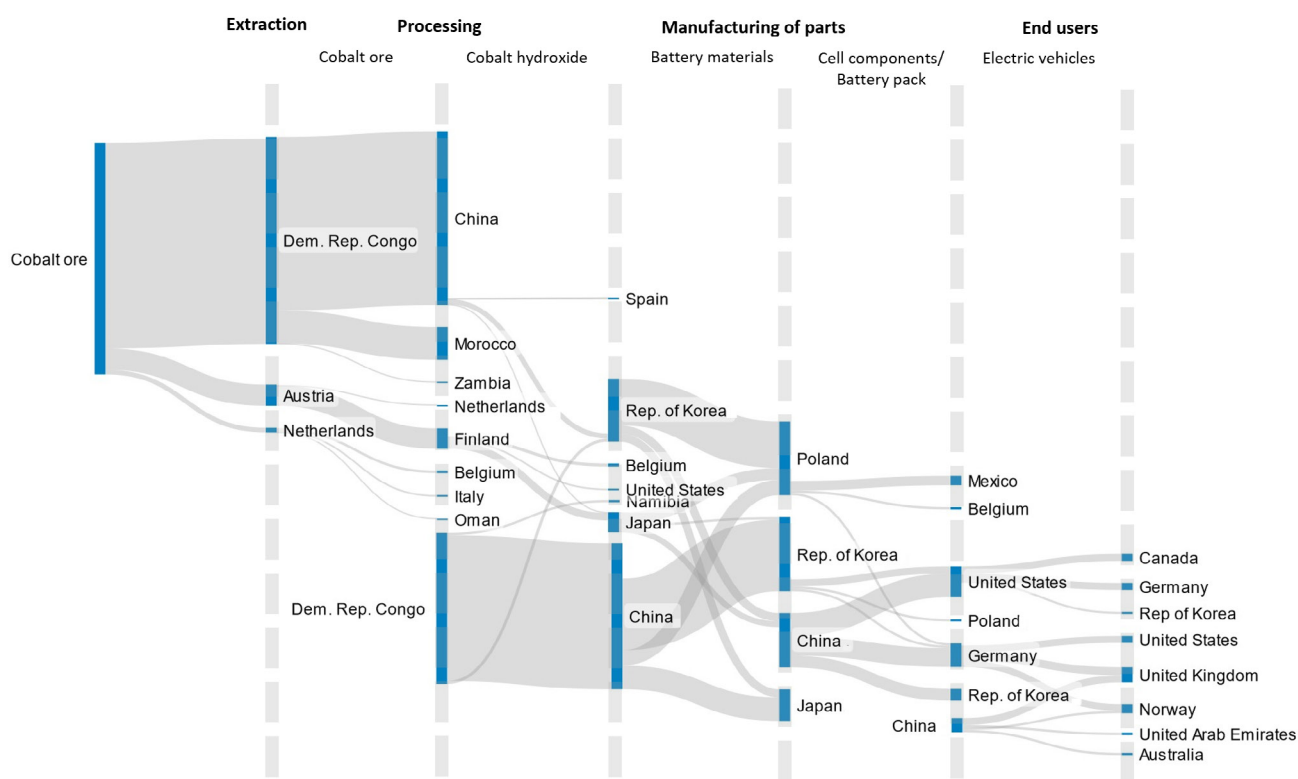 Extraction
Processing
Manufacturing of parts
End users
Cobalt ore
Cobalt hydroxide
Battery materials
Cell components/
Battery pack
Electric vehicles
Cobalt ore
Dem. Rep. Congo
Austria
Netherlands
China
Morocco
Zambia
Netherlands
Finland
Belgium
Italy
Oman
Dem. Rep. Congo
Spain
Rep. of Korea
Belgium
United States
Namibia
Japan
China
Poland
Rep. of Korea
China
Japan
Mexico
Belgium
United States
Poland
Germany
Rep. of Korea
China
Canada
Germany
Rep of Korea
United States
United Kingdom
Norway
United Arab Emirates
Australia